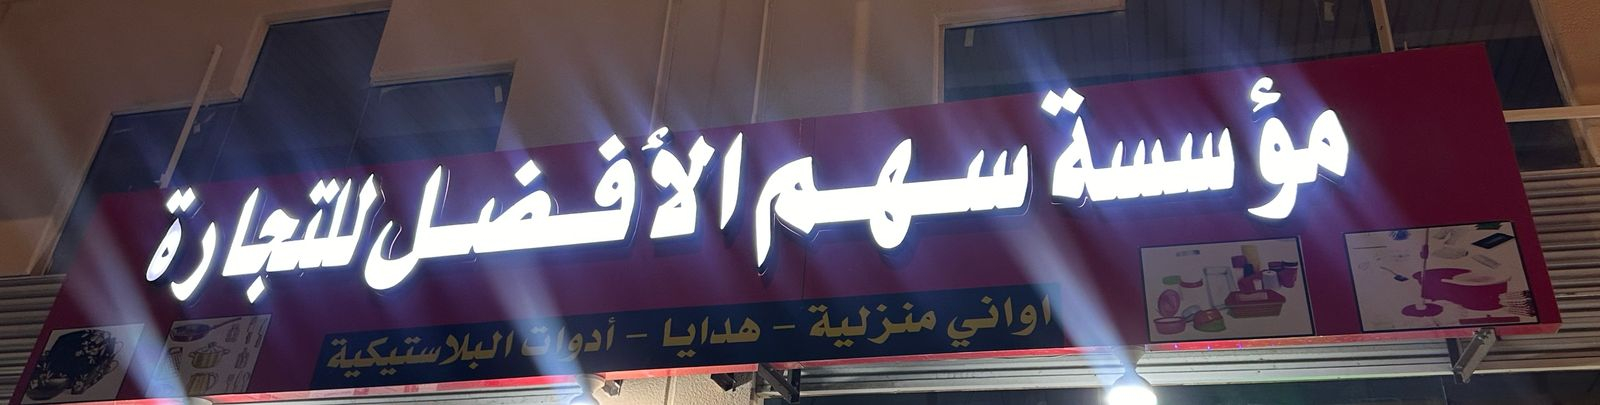 مؤسسة سهم الأفضل للتجارة
اواني منزلية - هدايا - أدوات البلاستيكية